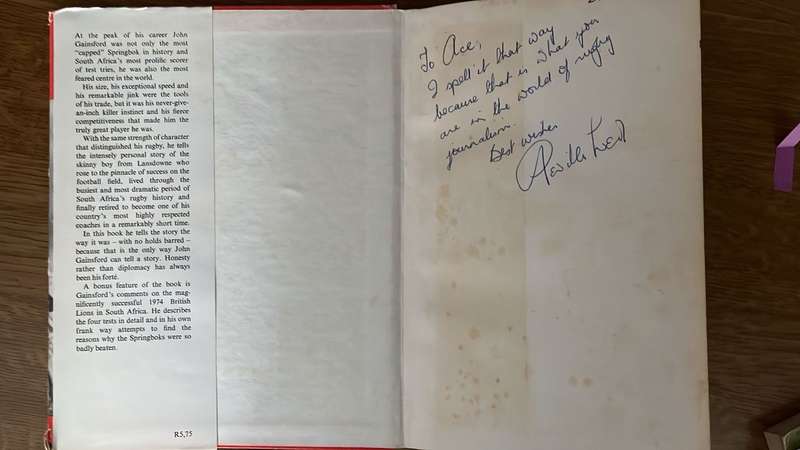 At the peak of his career John
Gainsford was not only the most
“capped” Springbok in history and
South Africa's most prolific scorer
of test tries, he was also the most
feared centre in the world.
His size, his exceptional speed and
his remarkable jink were the tools
of his trade, but it was his never-give-
an-inch killer instinct and his fierce
competitiveness that made him the
truly great player he was.
With the same strength of character
that distinguished his rugby, he tells
the intensely personal story of the
skinny boy from Lansdowne who
rose to the pinnacle of success on the
football field, lived through the
busiest and most dramatic period of
South Africa's rugby history and
finally retired to become one of his
country's most highly respected
coaches in a remarkably short time.
In this book he tells the story the
way it was – with no holds barred –
because that is the only way John
Gainsford can tell a story. Honesty
rather than diplomacy has always
been his forté.
A bonus feature of the book is
Gainsford's comments on the mag-
nificently successful 1974 British
Lions in South Africa. He describes
the four tests in detail and in his own
frank way attempts to find the
reasons why the Springboks were so
badly beaten.
R5,75
To Ace,
I spell it that way
because that is what you
are in the world of rugby
journalism.
Best wishes
Neville